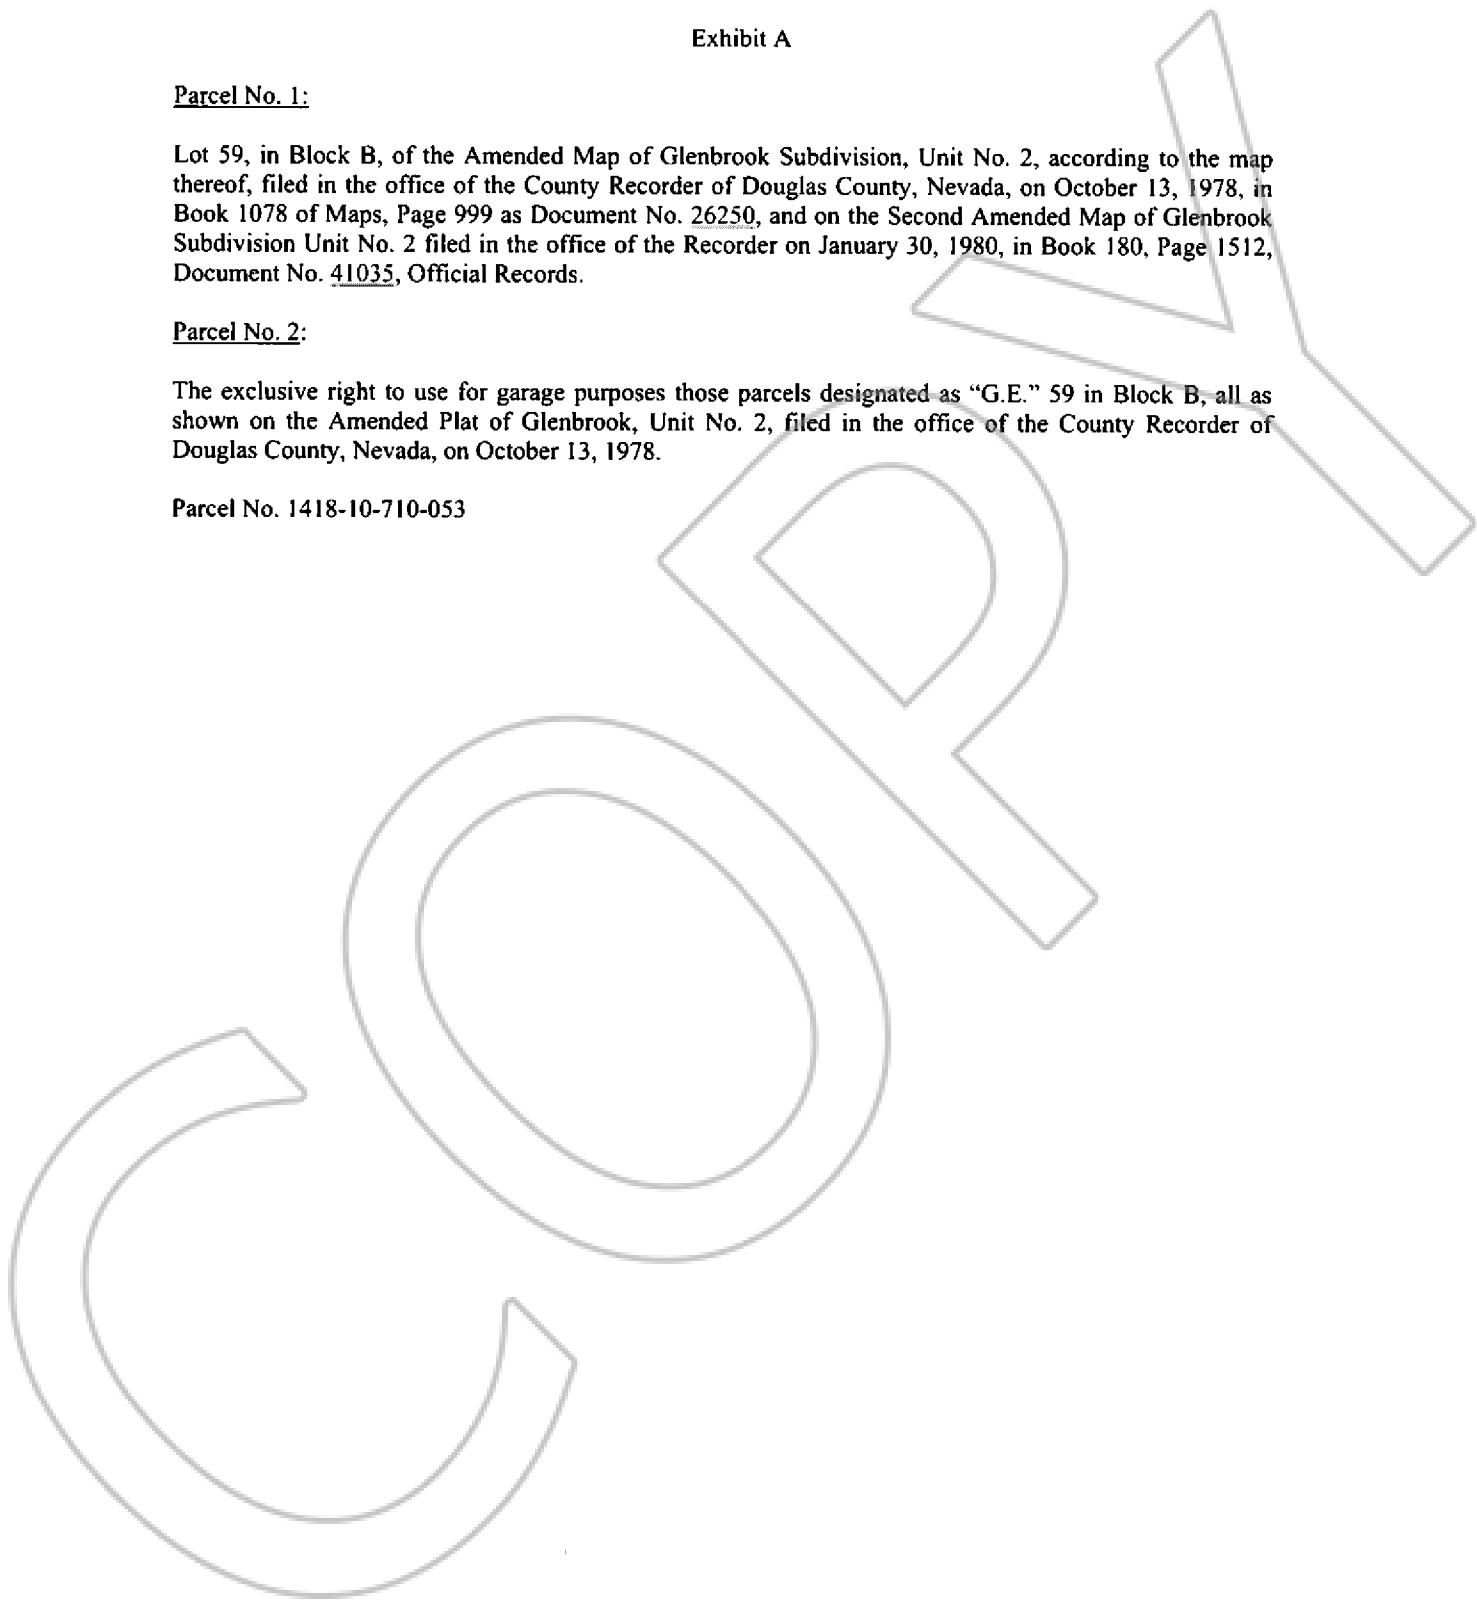 Exhibit A
Parcel No. 1:
Lot 59, in Block B, of the Amended Map of Glenbrook Subdivision, Unit No. 2, according to the map
thereof, filed in the office of the County Recorder of Douglas County, Nevada, on October 13, 1978, in
Book 1078 of Maps, Page 999 as Document No. 26250, and on the Second Amended Map of Glenbrook
Subdivision Unit No. 2 filed in the office of the Recorder on January 30, 1980, in Book 180, Page 1512,
Document No. 41035, Official Records.
Parcel No. 2:
The exclusive right to use for garage purposes those parcels designated as “G.E.” 59 in Block B, all as
shown on the Amended Plat of Glenbrook, Unit No. 2, filed in the office of the County Recorder of
Douglas County, Nevada, on October 13, 1978.
Parcel No. 1418-10-710-053
COPY